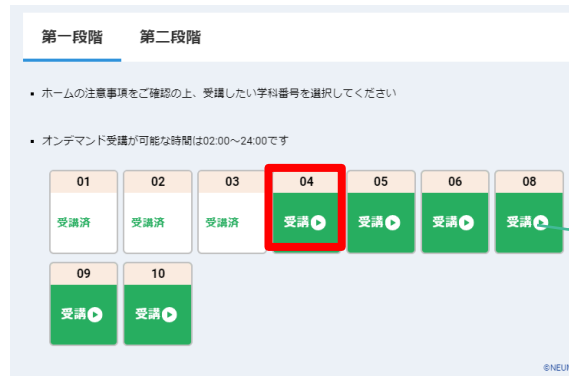 第一段階 第二段階
ホームの注意事項をご確認の上、受講したい学科番号を選択してください
オンデマンド受講が可能な時間は02:00～24:00です
01 02 03 04 05 06 08
受講済 受講済 受講済 受講 受講 受講 受講
09 10
受講 受講